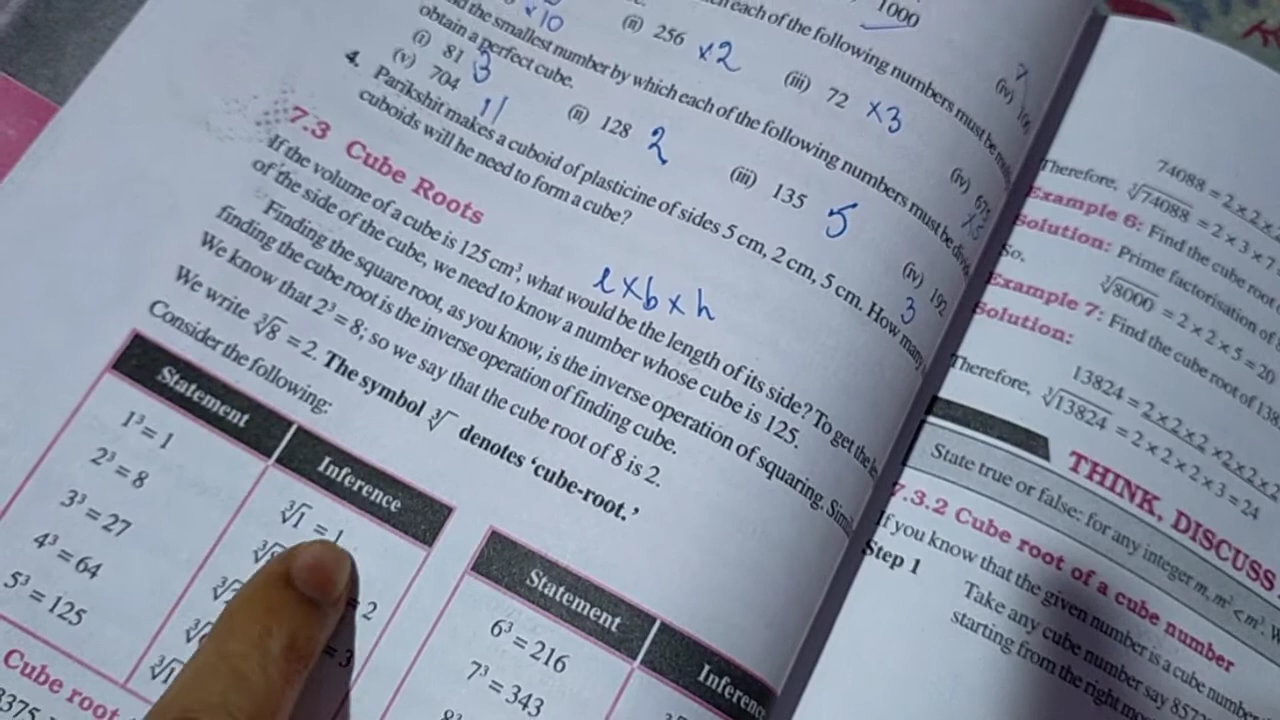 1000
×10
(ii) 256 ×2
each of the following numbers must be
(iii) 72 ×3
(iv)
the smallest number by which each of the following numbers must be
obtain a perfect cube.
(i) 81 3
(ii) 128 2
(iii) 135 5
(iv) 192 3
(v) 704 11
4. Parikshit makes a cuboid of plasticine of sides 5 cm, 2 cm, 5 cm. How many
cuboids will he need to form a cube?
7.3 Cube Roots
If the volume of a cube is 125 cm³, what would be the length of its side? To get the
of the side of the cube, we need to know a number whose cube is 125.
l×b×h
Finding the square root, as you know, is the inverse operation of squaring.
finding the cube root is the inverse operation of finding cube.
We know that 2³ = 8; so we say that the cube root of 8 is 2.
We write ∛8 = 2. The symbol ∛ denotes ‘cube-root.’
Consider the following:
Statement Inference
1³ = 1 ∛1 = 1
2³ = 8 = 2
3³ = 27 = 3
4³ = 64
5³ = 125
Statement Inference
6³ = 216
7³ = 343
Cube root
74088 = 2×2×
Therefore, ∛74088 = 2 × 3 × 7
Example 6: Find the cube root
Solution: Prime factorisation of
So, ∛8000 = 2 × 2 × 5 = 20
Example 7: Find the cube root of
Solution:
13824 = 2×2×2×2×2×
Therefore, ∛13824 = 2 × 2 × 2 × 3 = 24
THINK, DISCUSS
State true or false: for any integer m, m² < m³.
7.3.2 Cube root of a cube number
If you know that the given number is a cube number
Step 1 Take any cube number say
starting from the right